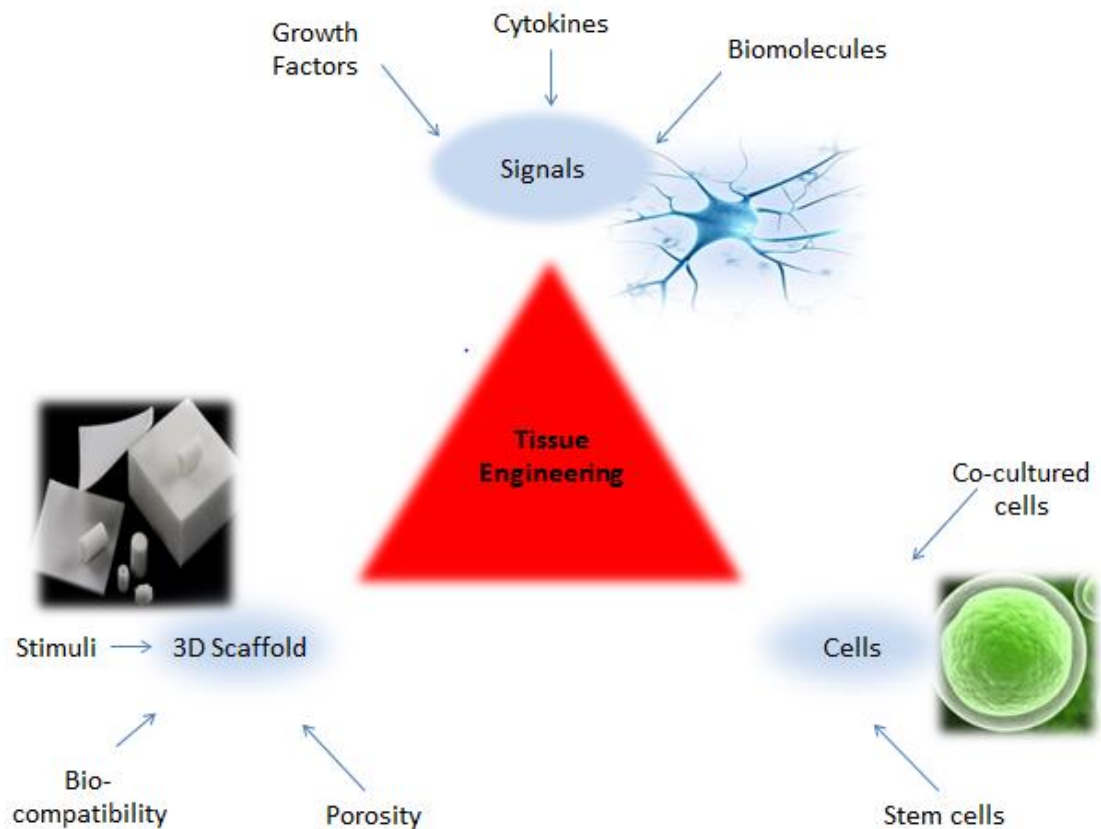 Cytokines
Growth
Factors
Biomolecules
Signals
Tissue
Engineering
Co-cultured
cells
Stimuli
3D Scaffold
Cells
Bio-
compatibility
Porosity
Stem cells